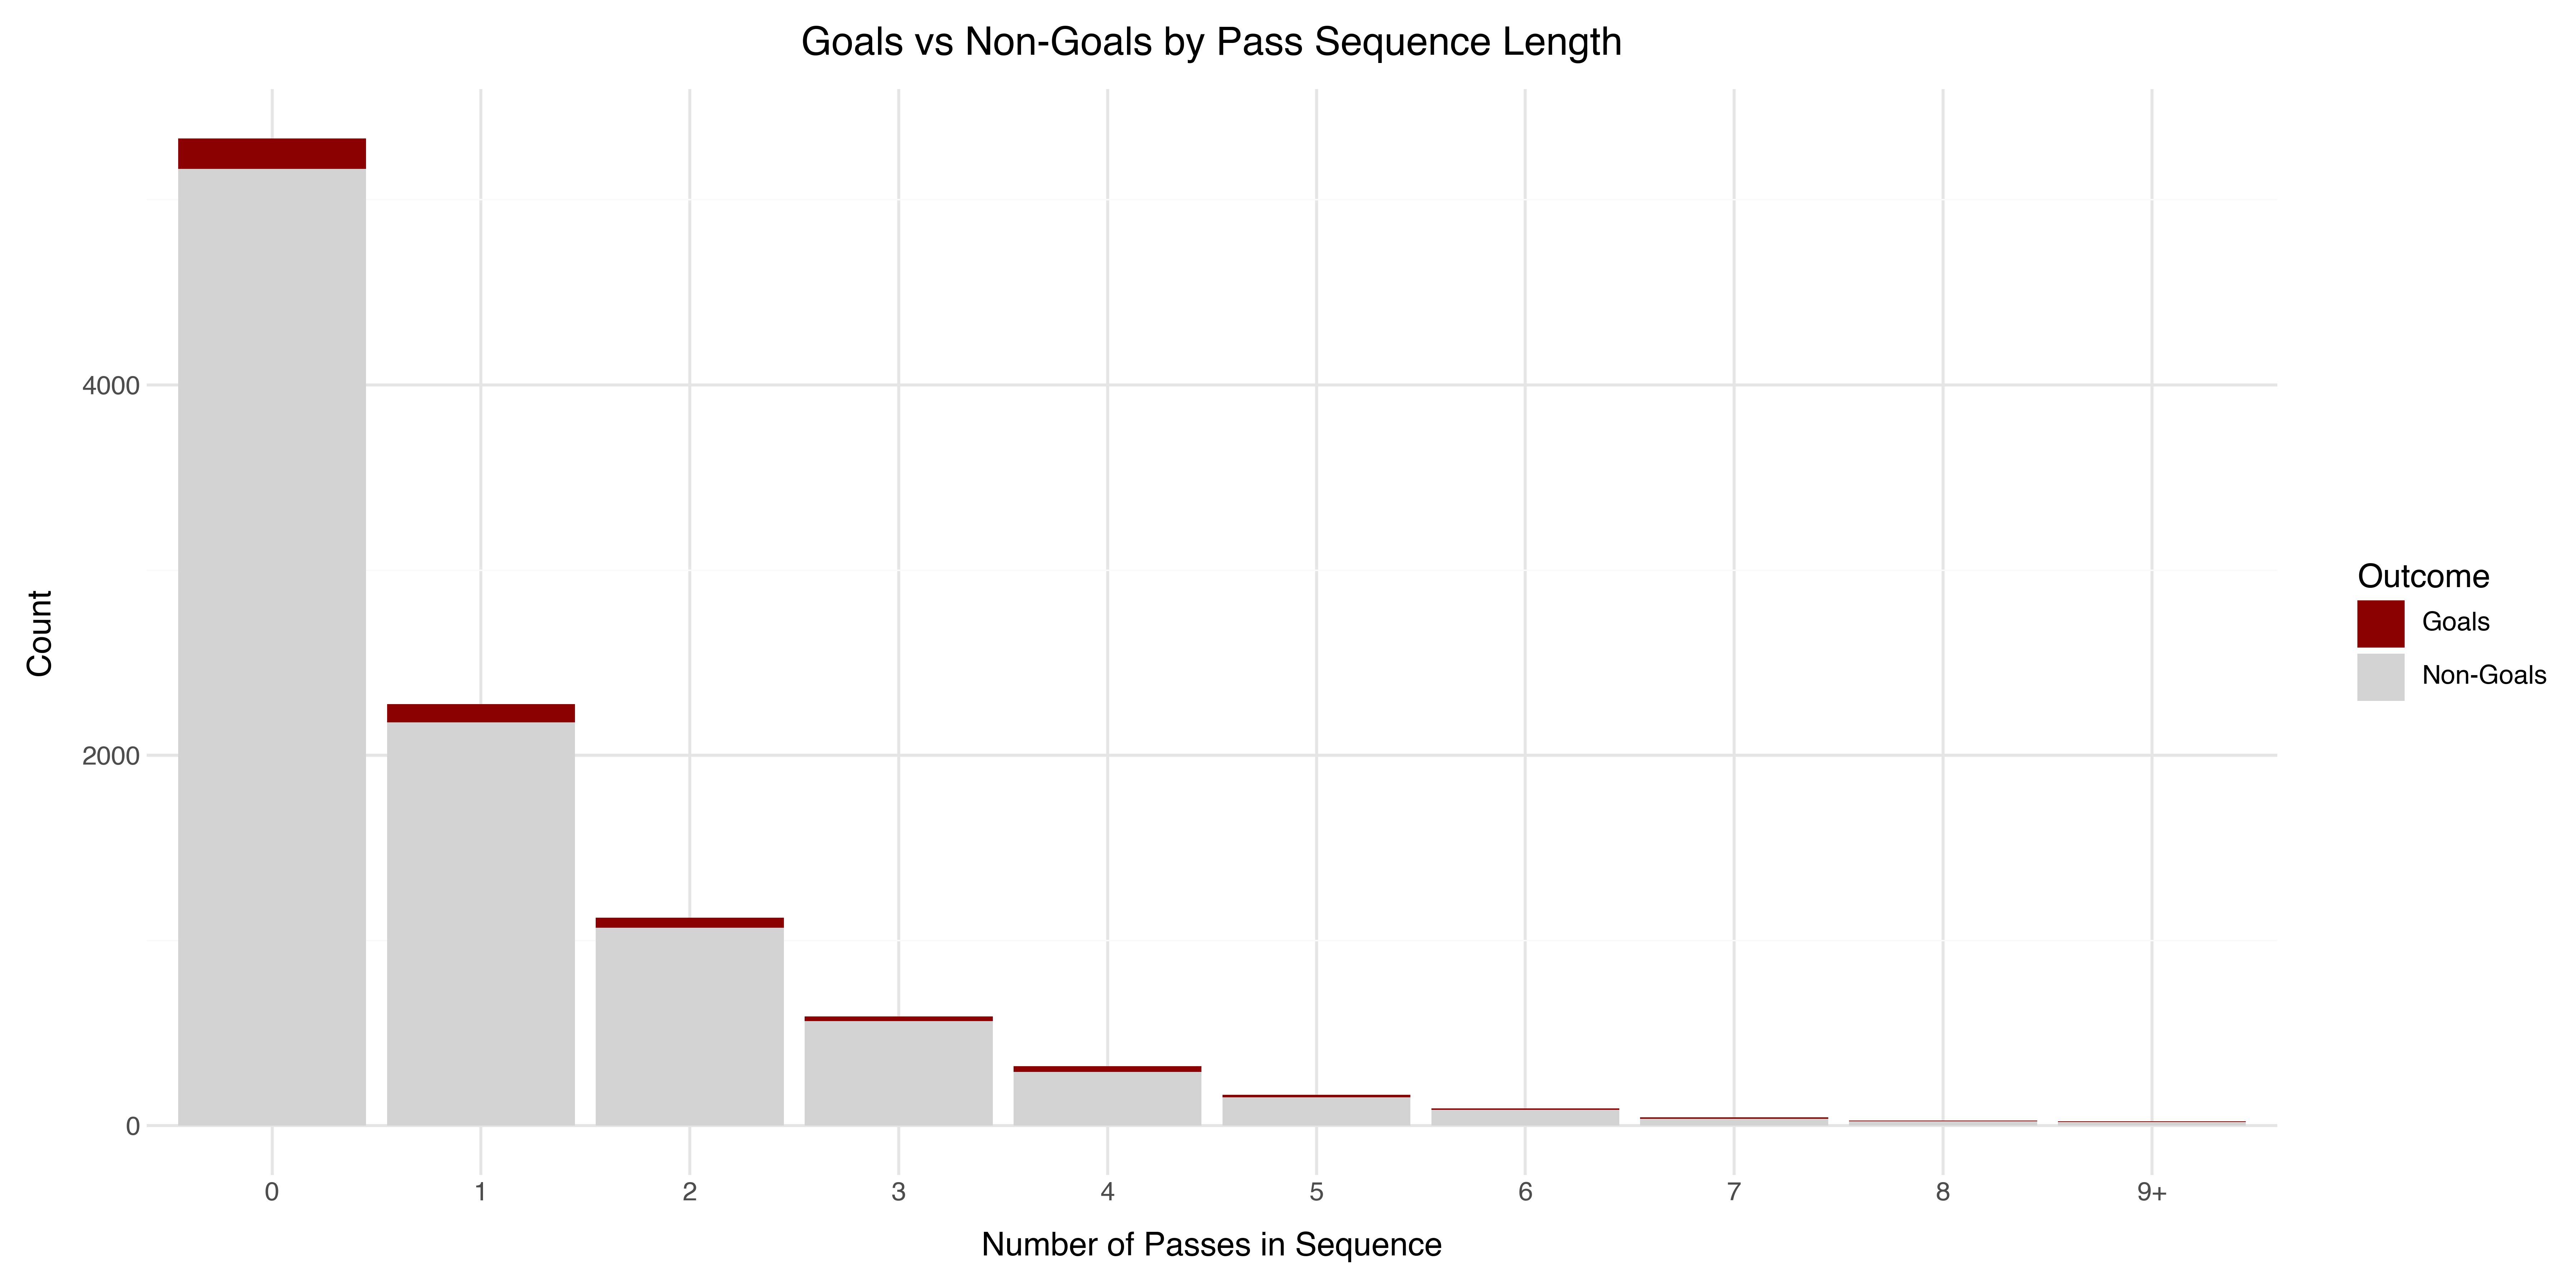 Goals vs Non-Goals by Pass Sequence Length
4000
2000
0
Count
0 1 2 3 4 5 6 7 8 9+
Number of Passes in Sequence
Outcome
Goals
Non-Goals